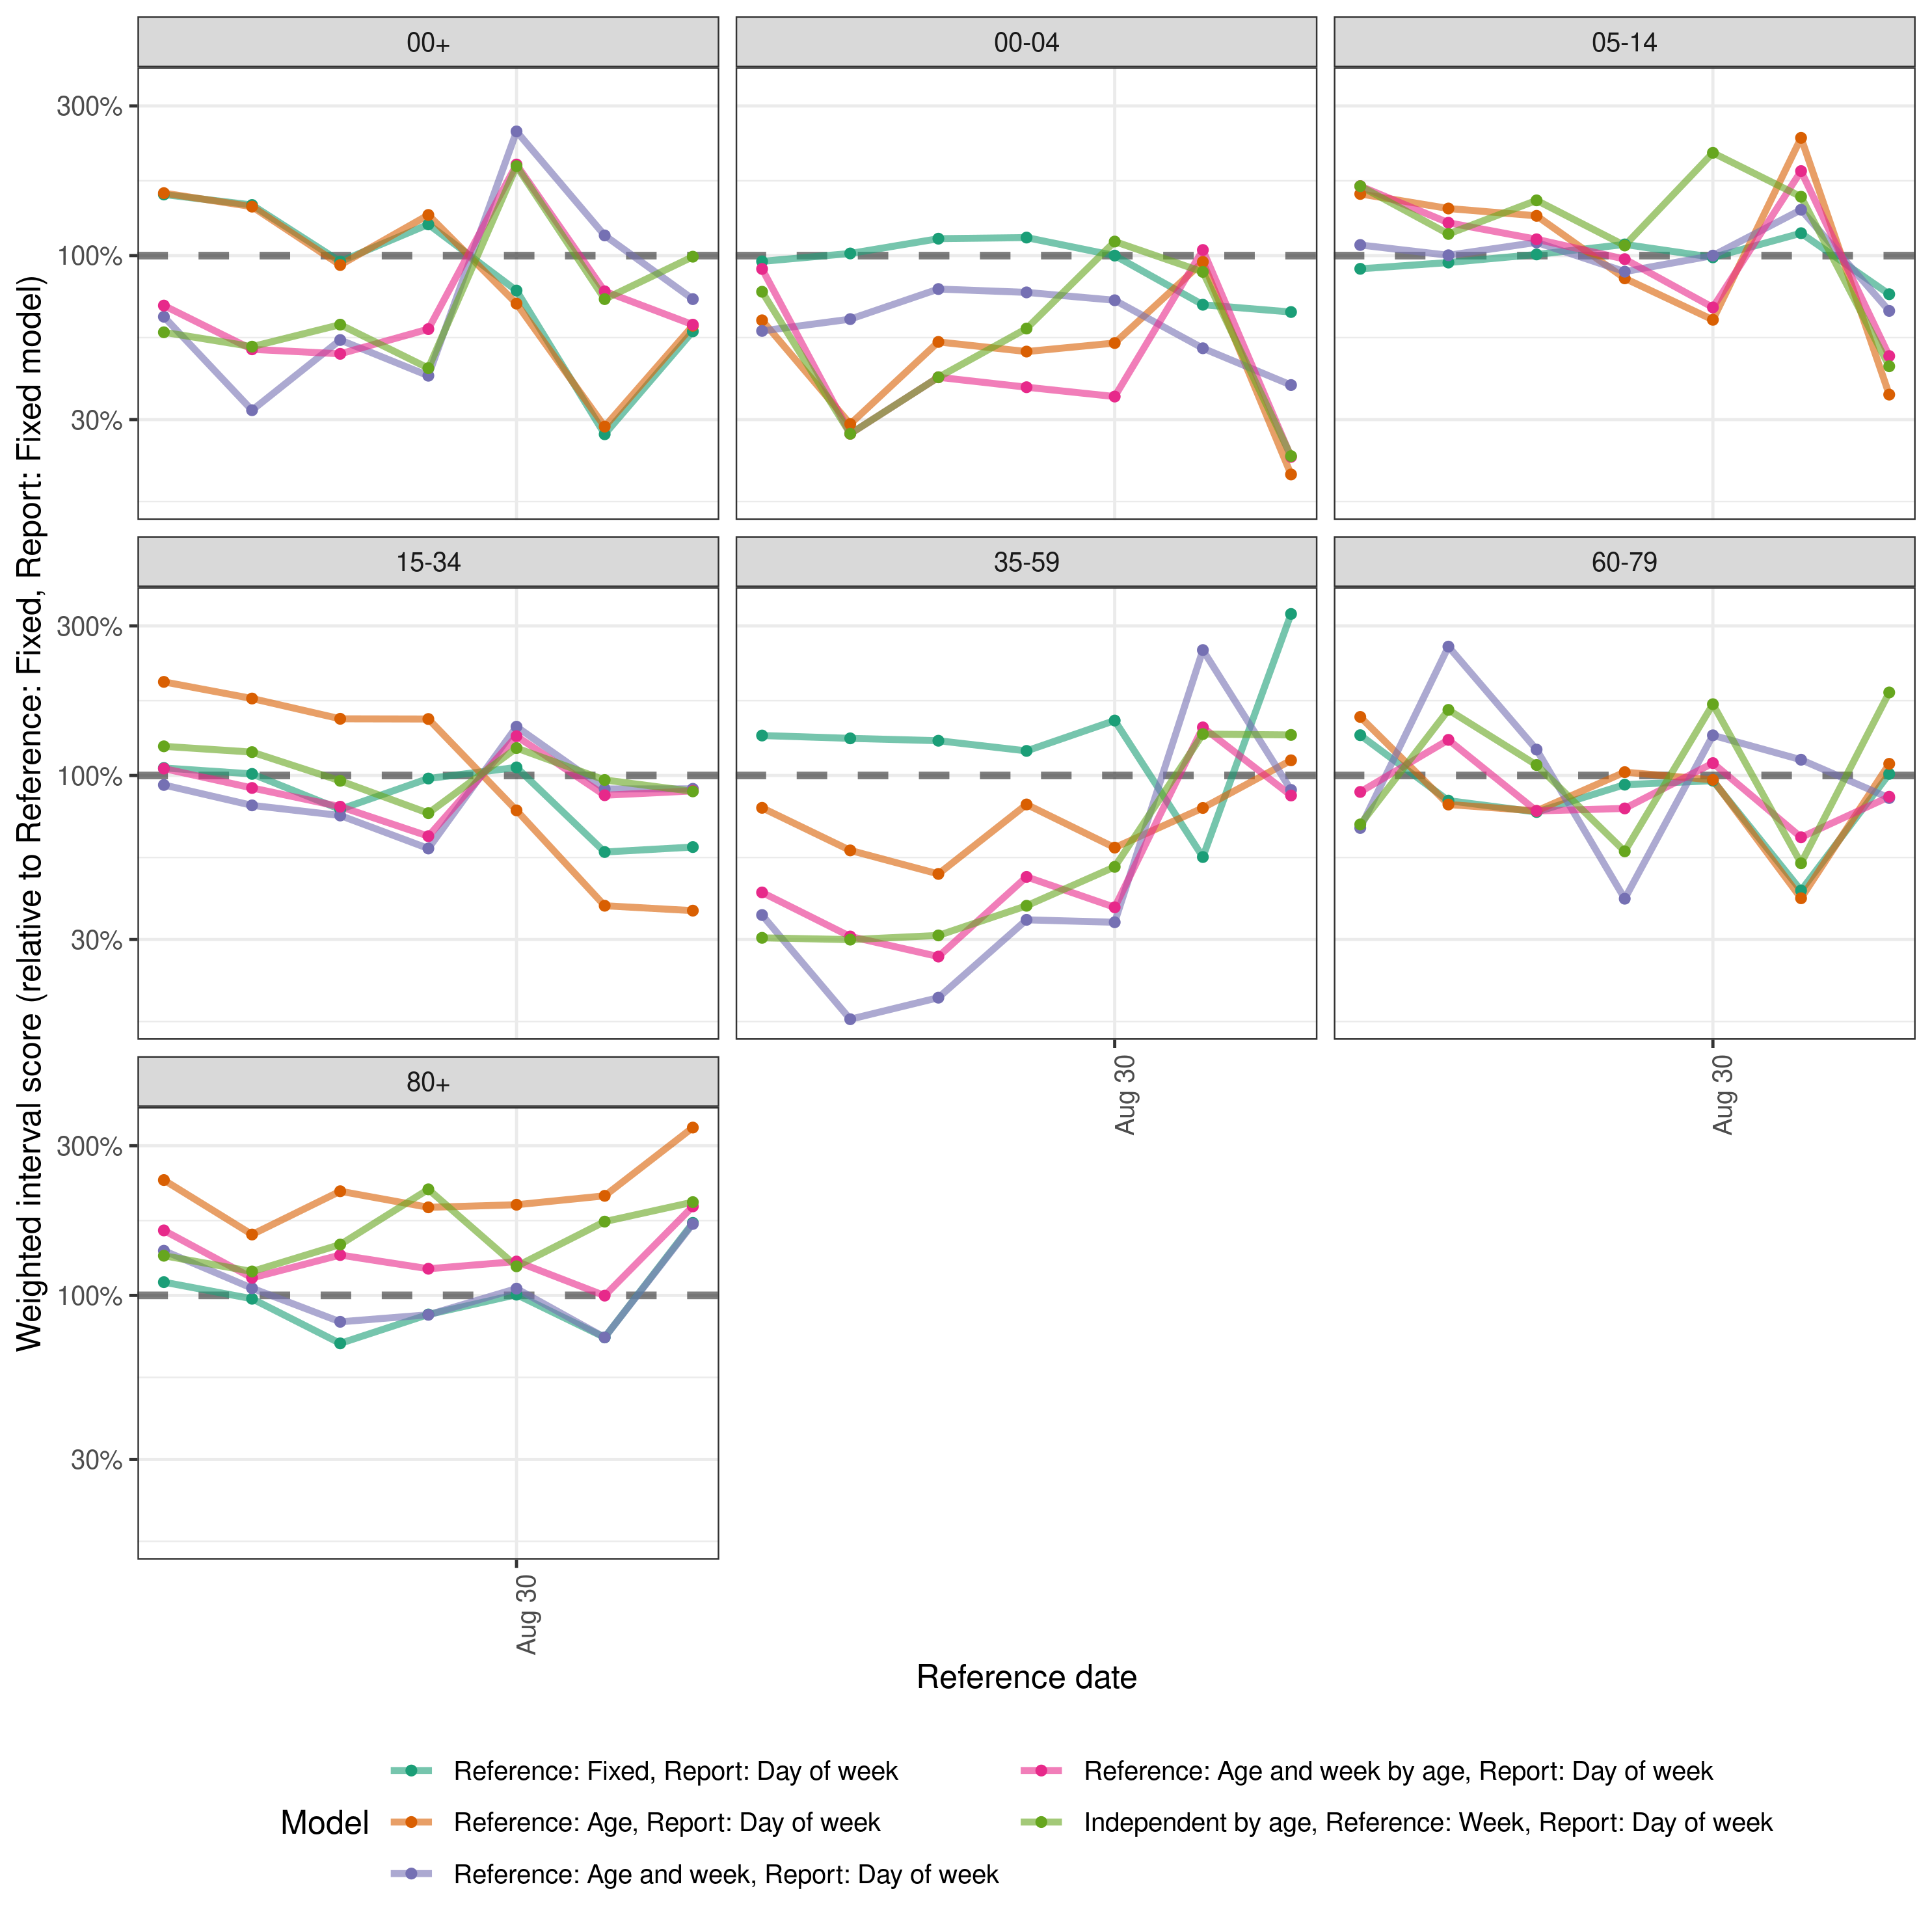 Weighted interval score (relative to Reference: Fixed, Report: Fixed model)
00+
00-04
05-14
300%
100%
30%
15-34
35-59
60-79
300%
100%
30%
Aug 30
Aug 30
80+
300%
100%
30%
Aug 30
Reference date
Model
Reference: Fixed, Report: Day of week
Reference: Age, Report: Day of week
Reference: Age and week, Report: Day of week
Reference: Age and week by age, Report: Day of week
Independent by age, Reference: Week, Report: Day of week